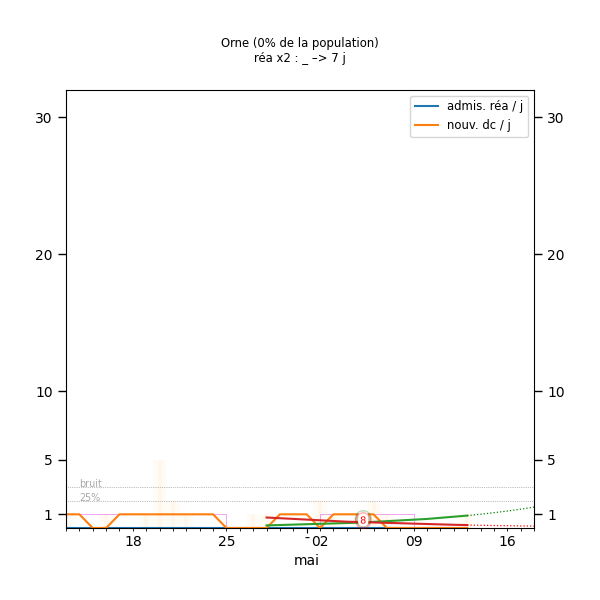 Orne (0% de la population)
réa x2 : _ –> 7 j
admis. réa / j
nouv. dc / j
30
30
20
20
10
10
5
5
bruit
25%
1
1
8
18
25
02
09
16
mai